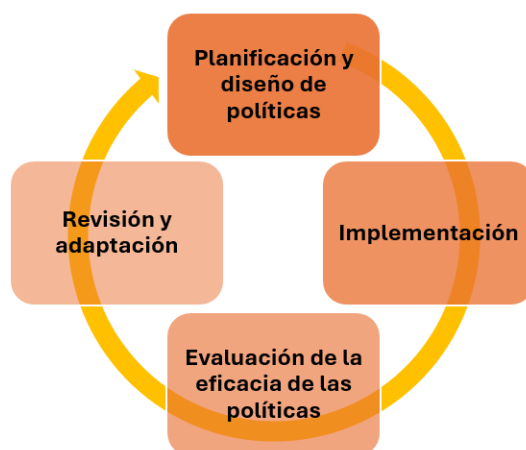 Planificación y
diseño de
políticas
Implementación
Evaluación de la
eficacia de las
políticas
Revisión y
adaptación